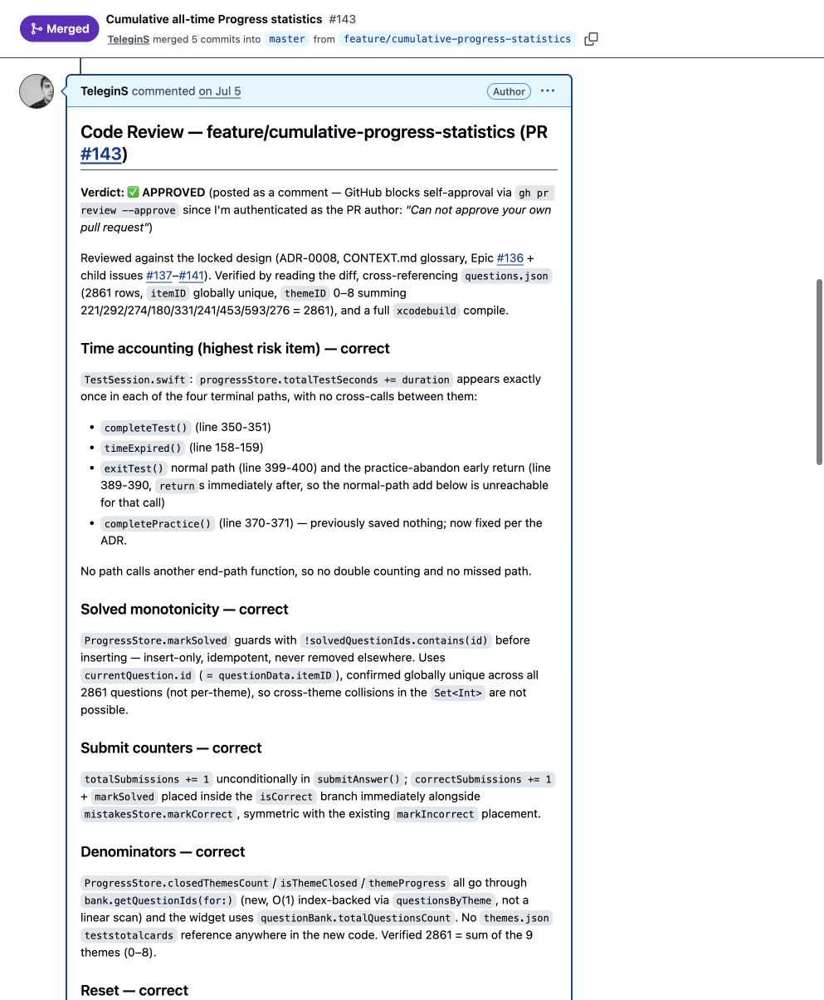 Merged
Cumulative all-time Progress statistics #143
TeleginS merged 5 commits into master from feature/cumulative-progress-statistics
TeleginS commented on Jul 5
Author
Code Review — feature/cumulative-progress-statistics (PR
#143)
Verdict: ✅ APPROVED (posted as a comment — GitHub blocks self-approval via gh pr
review --approve since I'm authenticated as the PR author: "Can not approve your own
pull request")
Reviewed against the locked design (ADR-0008, CONTEXT.md glossary, Epic #136 +
child issues #137–#141). Verified by reading the diff, cross-referencing questions.json
(2861 rows, itemID globally unique, themeID 0–8 summing
221/292/274/180/331/241/453/593/276 = 2861), and a full xcodebuild compile.
Time accounting (highest risk item) — correct
TestSession.swift: progressStore.totalTestSeconds += duration appears exactly
once in each of the four terminal paths, with no cross-calls between them:
• completeTest() (line 350-351)
• timeExpired() (line 158-159)
• exitTest() normal path (line 399-400) and the practice-abandon early return (line
389-390, returns immediately after, so the normal-path add below is unreachable
for that call)
• completePractice() (line 370-371) — previously saved nothing; now fixed per the
ADR.
No path calls another end-path function, so no double counting and no missed path.
Solved monotonicity — correct
ProgressStore.markSolved guards with !solvedQuestionIds.contains(id) before
inserting — insert-only, idempotent, never removed elsewhere. Uses
currentQuestion.id (= questionData.itemID), confirmed globally unique across all
2861 questions (not per-theme), so cross-theme collisions in the Set<Int> are not
possible.
Submit counters — correct
totalSubmissions += 1 unconditionally in submitAnswer(); correctSubmissions += 1
+ markSolved placed inside the isCorrect branch immediately alongside
mistakesStore.markCorrect, symmetric with the existing markIncorrect placement.
Denominators — correct
ProgressStore.closedThemesCount/isThemeClosed/themeProgress all go through
bank.getQuestionIds(for:) (new, O(1) index-backed via questionsByTheme, not a
linear scan) and the widget uses questionBank.totalQuestionsCount. No themes.json
teststotalcards reference anywhere in the new code. Verified 2861 = sum of the 9
themes (0–8).
Reset — correct